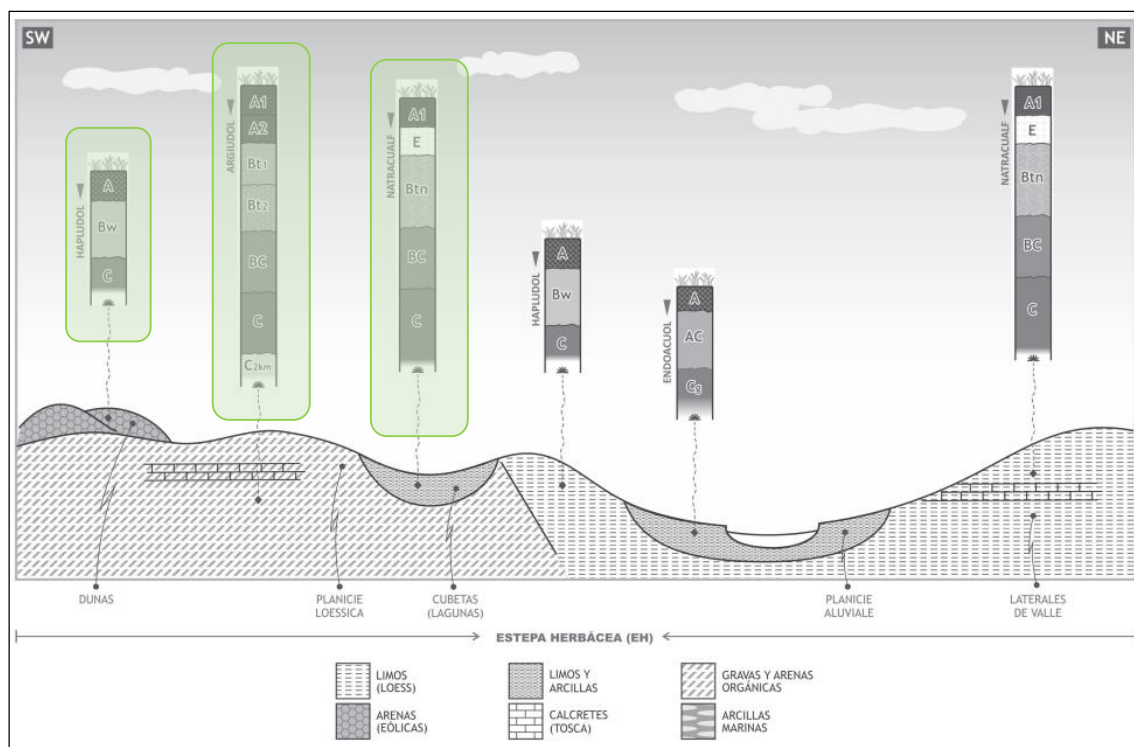 SW
NE
HAPLUDOL
A
Bw
C
ARGIUDOL
A1
A2
Bt1
Bt2
BC
C
C2km
NATRACUALF
A1
E
Btn
BC
C
HAPLUDOL
A
Bw
C
ENDOACUOL
A
AC
Cg
NATRACUALF
A1
E
Btn
BC
C
DUNAS
PLANICIE
LOESSICA
CUBETAS
(LAGUNAS)
PLANICIE
ALUVIALE
LATERALES
DE VALLE
ESTEPA HERBÁCEA (EH)
LIMOS
(LOESS)
LIMOS Y
ARCILLAS
GRAVAS Y ARENAS
ORGÁNICAS
ARENAS
(EÓLICAS)
CALCRETES
(TOSCA)
ARCILLAS
MARINAS